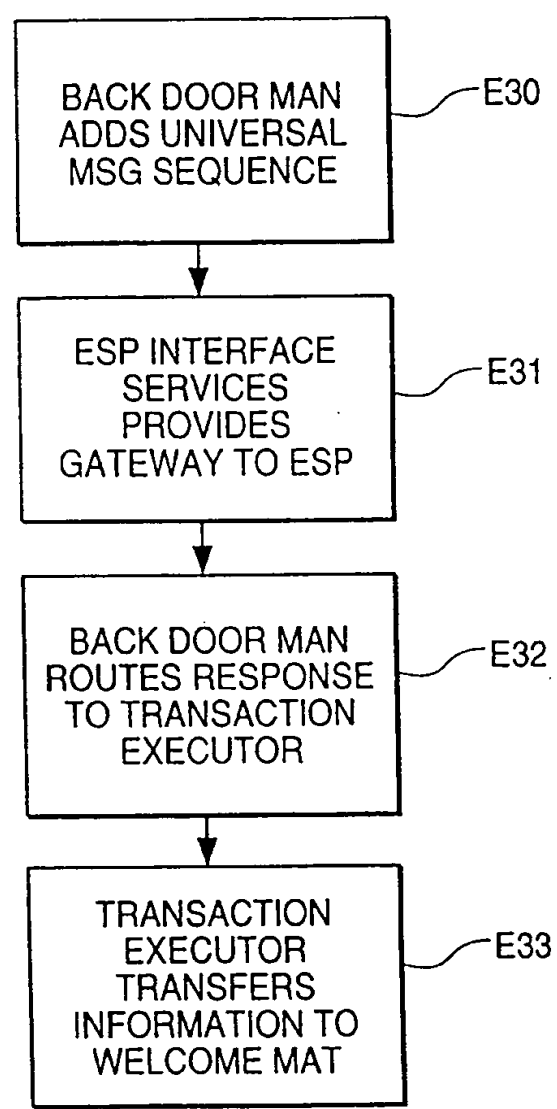 BACK DOOR MAN
ADDS UNIVERSAL
MSG SEQUENCE
E30
ESP INTERFACE
SERVICES
PROVIDES
GATEWAY TO ESP
E31
BACK DOOR MAN
ROUTES RESPONSE
TO TRANSACTION
EXECUTOR
E32
TRANSACTION
EXECUTOR
TRANSFERS
INFORMATION TO
WELCOME MAT
E33